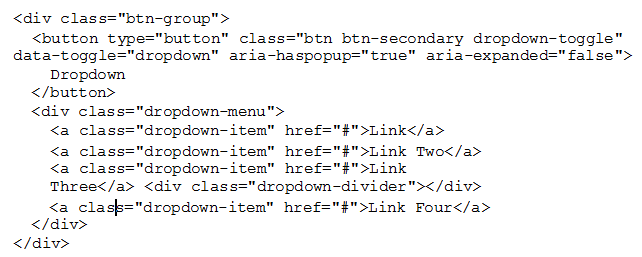 <div class="btn-group">
  <button type="button" class="btn btn-secondary dropdown-toggle"
data-toggle="dropdown" aria-haspopup="true" aria-expanded="false">
    Dropdown
  </button>
  <div class="dropdown-menu">
    <a class="dropdown-item" href="#">Link</a>
    <a class="dropdown-item" href="#">Link Two</a>
    <a class="dropdown-item" href="#">Link
    Three</a> <div class="dropdown-divider"></div>
    <a class="dropdown-item" href="#">Link Four</a>
  </div>
</div>